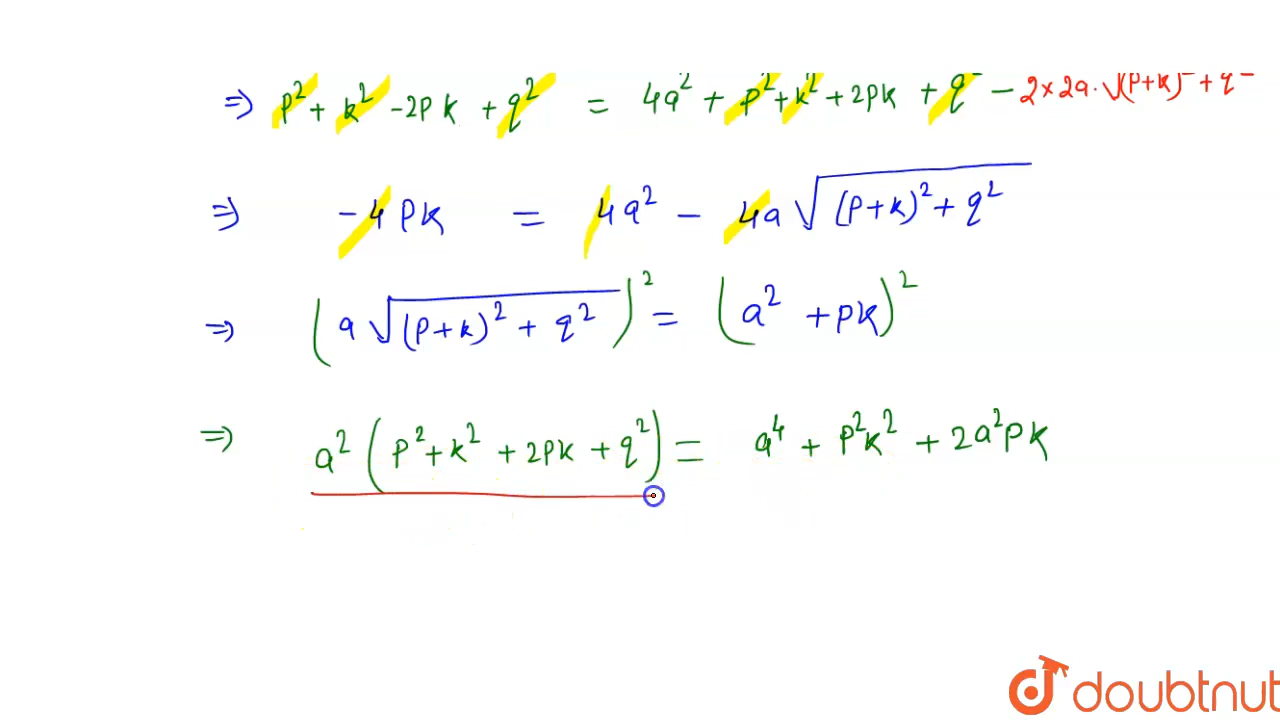 ⇒ p² + k² - 2pk + q² = 4a² + p² + k² + 2pk + q² - 2×2a.√(p+k)² + q²
⇒ -4pk = 4a² - 4a√(p+k)² + q²
⇒ (a√(p+k)² + q²)² = (a² + pk)²
⇒ a²(p² + k² + 2pk + q²) = a⁴ + p²k² + 2a²pk
doubtnut